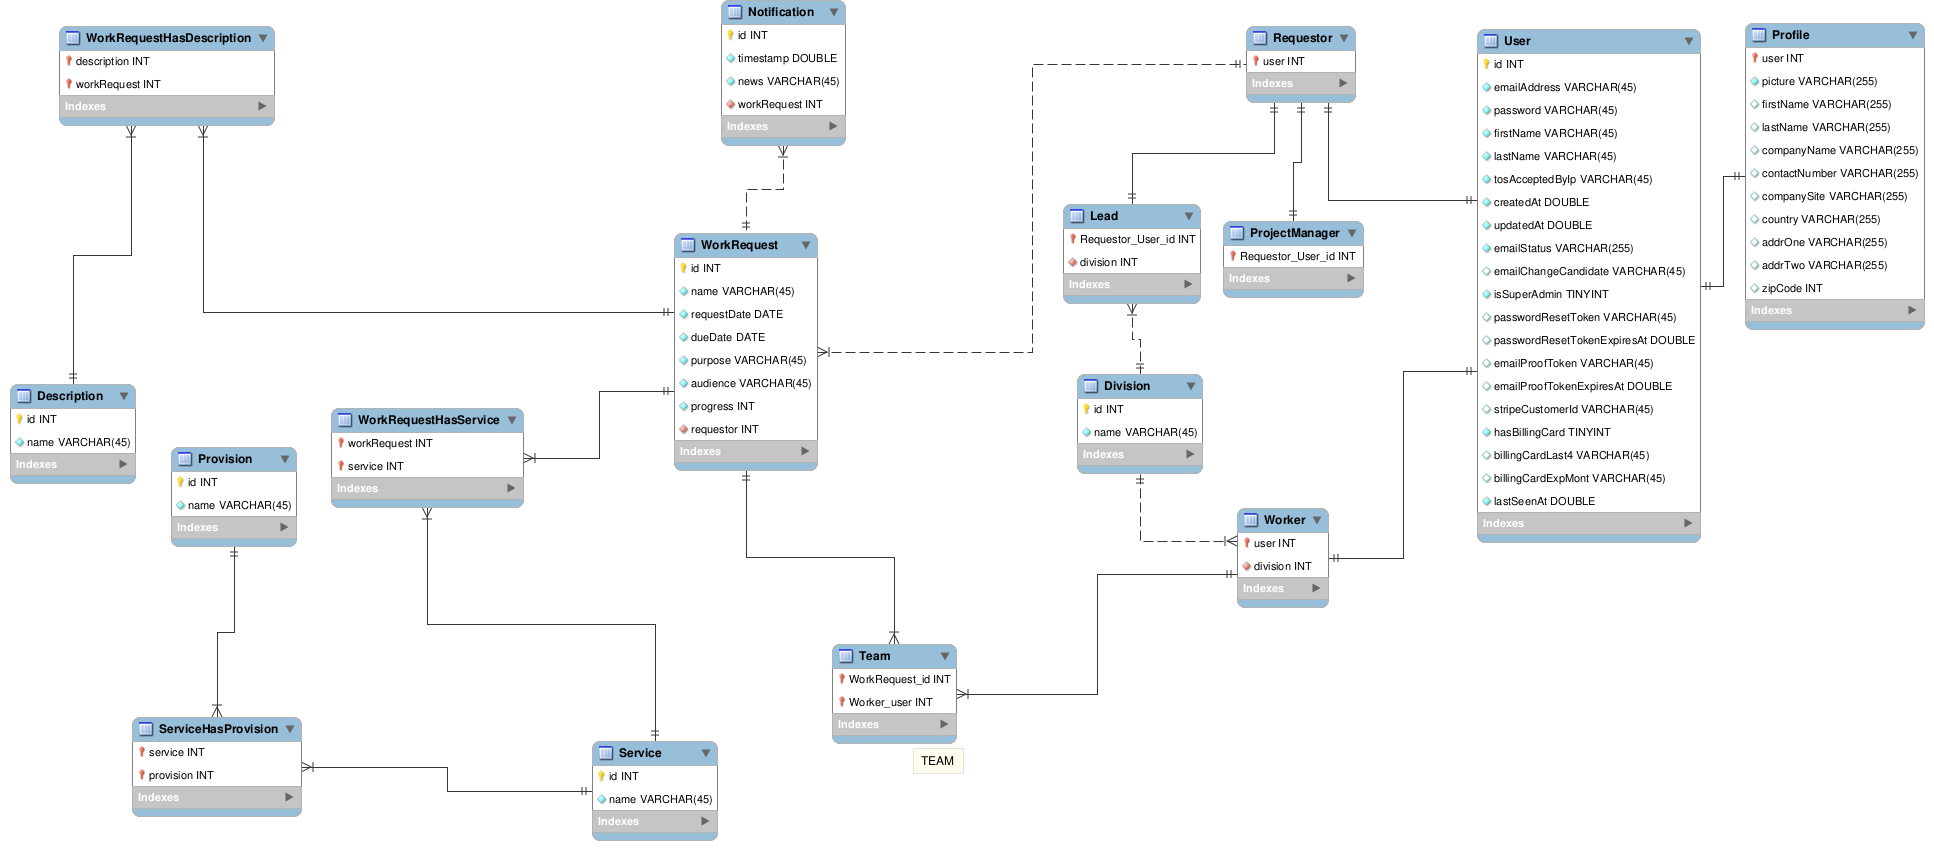 WorkRequestHasDescription
description INT
workRequest INT
Indexes
Notification
id INT
timestamp DOUBLE
news VARCHAR(45)
workRequest INT
Indexes
Requestor
user INT
Indexes
User
id INT
emailAddress VARCHAR(45)
password VARCHAR(45)
firstName VARCHAR(45)
lastName VARCHAR(45)
tosAcceptedByIp VARCHAR(45)
createdAt DOUBLE
updatedAt DOUBLE
emailStatus VARCHAR(255)
emailChangeCandidate VARCHAR(45)
isSuperAdmin TINYINT
passwordResetToken VARCHAR(45)
passwordResetTokenExpiresAt DOUBLE
emailProofToken VARCHAR(45)
emailProofTokenExpiresAt DOUBLE
stripeCustomerId VARCHAR(45)
hasBillingCard TINYINT
billingCardLast4 VARCHAR(45)
billingCardExpMont VARCHAR(45)
lastSeenAt DOUBLE
Indexes
Profile
user INT
picture VARCHAR(255)
firstName VARCHAR(255)
lastName VARCHAR(255)
companyName VARCHAR(255)
contactNumber VARCHAR(255)
companySite VARCHAR(255)
country VARCHAR(255)
addrOne VARCHAR(255)
addrTwo VARCHAR(255)
zipCode INT
Indexes
Lead
Requestor_User_id INT
division INT
Indexes
ProjectManager
Requestor_User_id INT
Indexes
WorkRequest
id INT
name VARCHAR(45)
requestDate DATE
dueDate DATE
purpose VARCHAR(45)
audience VARCHAR(45)
progress INT
requestor INT
Indexes
Division
id INT
name VARCHAR(45)
Indexes
Description
id INT
name VARCHAR(45)
Indexes
Provision
id INT
name VARCHAR(45)
Indexes
WorkRequestHasService
workRequest INT
service INT
Indexes
Worker
user INT
division INT
Indexes
Team
WorkRequest_id INT
Worker_user INT
Indexes
TEAM
ServiceHasProvision
service INT
provision INT
Indexes
Service
id INT
name VARCHAR(45)
Indexes